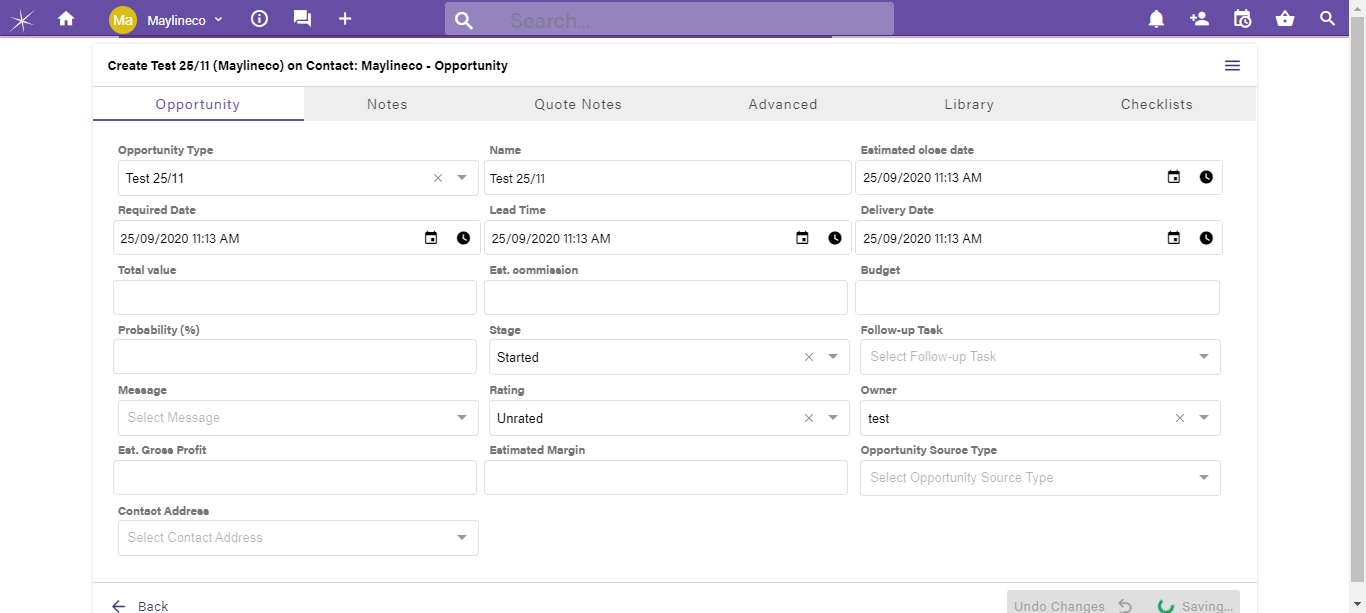 Ma Maylineco Search...
Create Test 25/11 (Maylineco) on Contact: Maylineco - Opportunity
Opportunity Notes Quote Notes Advanced Library Checklists
Opportunity Type Name Estimated close date
Test 25/11 Test 25/11 25/09/2020 11:13 AM
Required Date Lead Time Delivery Date
25/09/2020 11:13 AM 25/09/2020 11:13 AM 25/09/2020 11:13 AM
Total value Est. commission Budget
Probability (%) Stage Follow-up Task
Started Select Follow-up Task
Message Rating Owner
Select Message Unrated test
Est. Gross Profit Estimated Margin Opportunity Source Type
Select Opportunity Source Type
Contact Address
Select Contact Address
Back Undo Changes Saving...